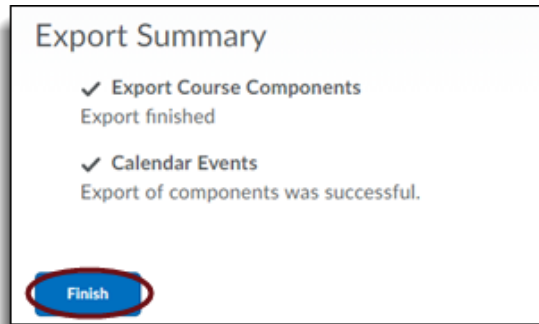 Export Summary
Export Course Components
Export finished
Calendar Events
Export of components was successful.
Finish